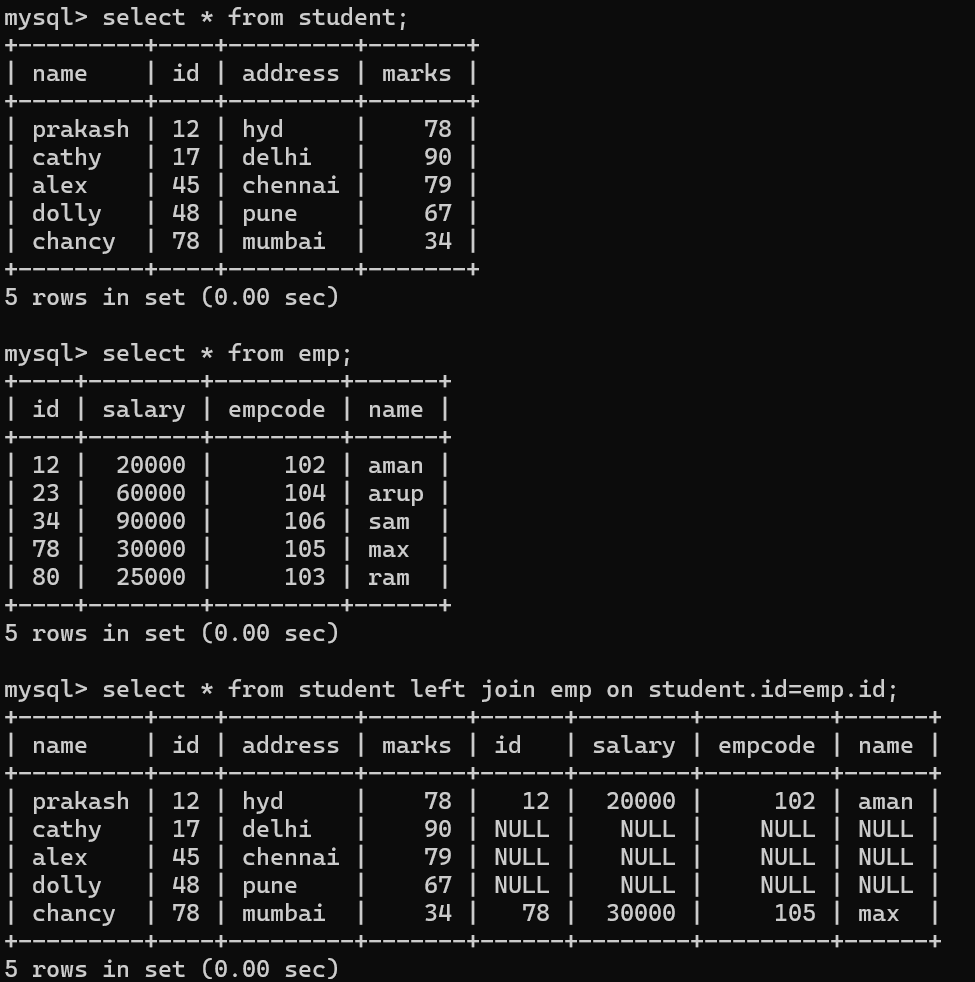 mysql> select * from student;
+---------+----+---------+-------+
| name    | id | address | marks |
+---------+----+---------+-------+
| prakash | 12 | hyd     |    78 |
| cathy   | 17 | delhi   |    90 |
| alex    | 45 | chennai |    79 |
| dolly   | 48 | pune    |    67 |
| chancy  | 78 | mumbai  |    34 |
+---------+----+---------+-------+
5 rows in set (0.00 sec)

mysql> select * from emp;
+----+--------+---------+------+
| id | salary | empcode | name |
+----+--------+---------+------+
| 12 |  20000 |     102 | aman |
| 23 |  60000 |     104 | arup |
| 34 |  90000 |     106 | sam  |
| 78 |  30000 |     105 | max  |
| 80 |  25000 |     103 | ram  |
+----+--------+---------+------+
5 rows in set (0.00 sec)

mysql> select * from student left join emp on student.id=emp.id;
+---------+----+---------+-------+------+--------+---------+------+
| name    | id | address | marks | id   | salary | empcode | name |
+---------+----+---------+-------+------+--------+---------+------+
| prakash | 12 | hyd     |    78 |   12 |  20000 |     102 | aman |
| cathy   | 17 | delhi   |    90 | NULL |   NULL |    NULL | NULL |
| alex    | 45 | chennai |    79 | NULL |   NULL |    NULL | NULL |
| dolly   | 48 | pune    |    67 | NULL |   NULL |    NULL | NULL |
| chancy  | 78 | mumbai  |    34 |   78 |  30000 |     105 | max  |
+---------+----+---------+-------+------+--------+---------+------+
5 rows in set (0.00 sec)